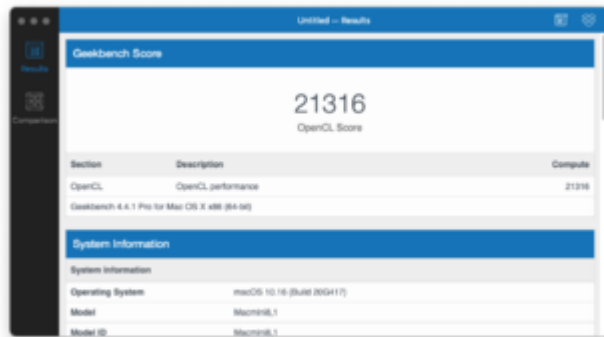 Untitled — Results
Results
Comparison
Geekbench Score
21316
OpenCL Score
Section Description Compute
OpenCL OpenCL performance 21316
Geekbench 4.4.1 Pro for Mac OS X x86 (64-bit)
System Information
System Information
Operating System macOS 10.16 (Build 20G417)
Model Macmini8,1
Model ID Macmini8,1